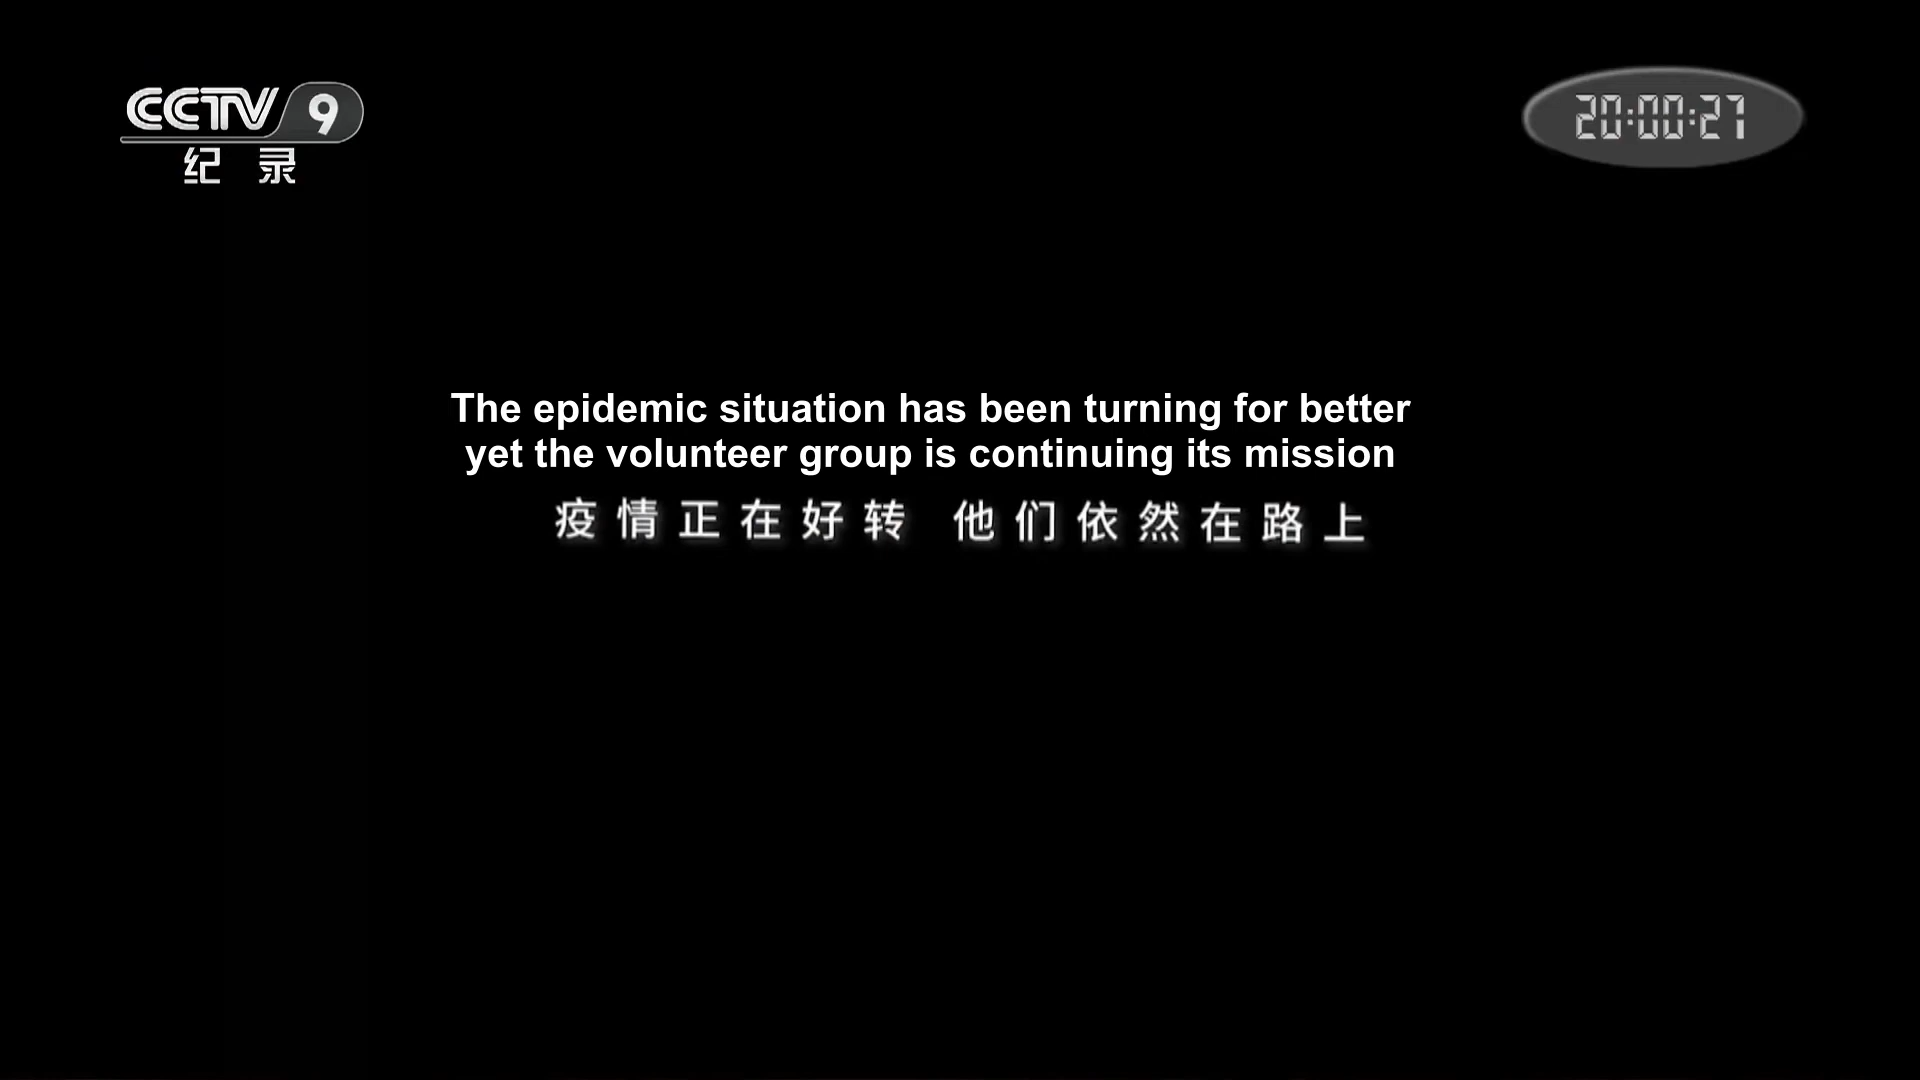 CCTV 9
纪 录
20:00:27
The epidemic situation has been turning for better
yet the volunteer group is continuing its mission
疫情正在好转 他们依然在路上